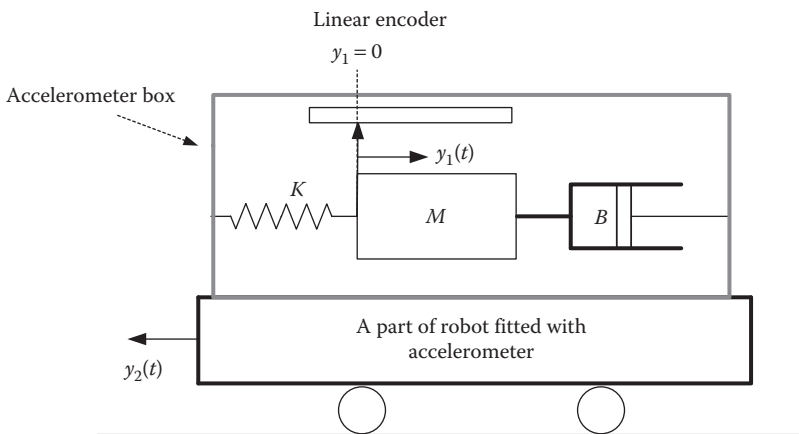 Linear encoder
y₁ = 0
Accelerometer box
y₁(t)
K
M
B
A part of robot fitted with
accelerometer
y₂(t)